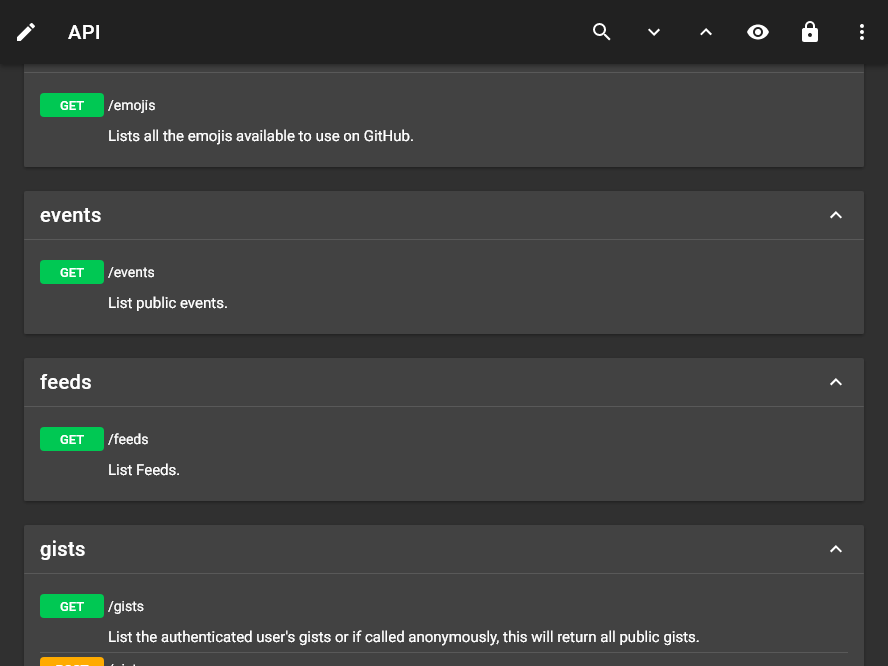 API
GET /emojis
Lists all the emojis available to use on GitHub.
events
GET /events
List public events.
feeds
GET /feeds
List Feeds.
gists
GET /gists
List the authenticated user's gists or if called anonymously, this will return all public gists.